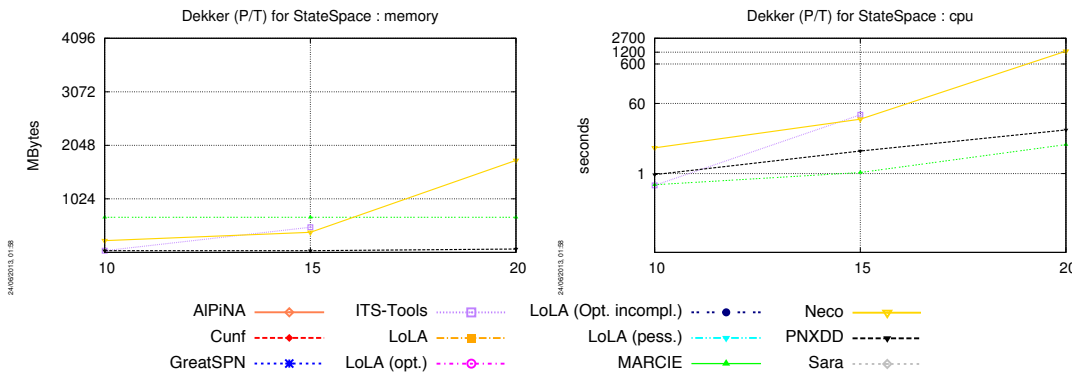 Dekker (P/T) for StateSpace : memory
4096
3072
2048
1024
MBytes
10
15
20
24/06/2013, 01:58
Dekker (P/T) for StateSpace : cpu
2700
1200
600
60
1
seconds
10
15
20
24/06/2013, 01:58
AlPiNA
Cunf
GreatSPN
ITS-Tools
LoLA
LoLA (opt.)
LoLA (Opt. incompl.)
LoLA (pess.)
MARCIE
Neco
PNXDD
Sara